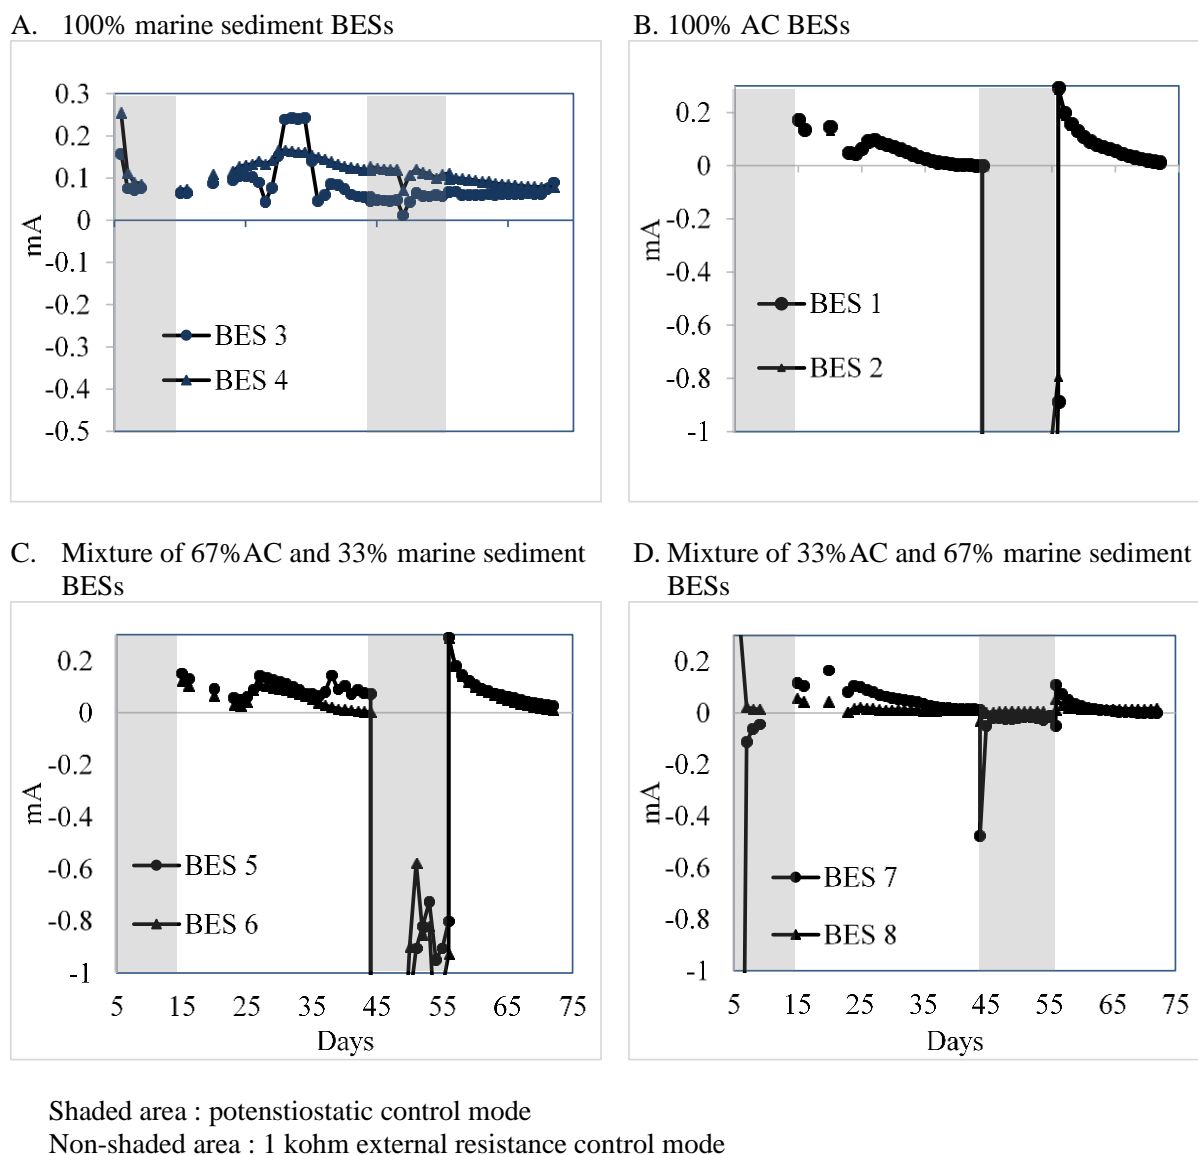 A. 100% marine sediment BESs
0.3
0.2
0.1
0
-0.1
-0.2
-0.3
-0.4
-0.5
mA
BES 3
BES 4
B. 100% AC BESs
0.2
0
-0.2
-0.4
-0.6
-0.8
-1
mA
BES 1
BES 2
C. Mixture of 67%AC and 33% marine sediment
BESs
0.2
0
-0.2
-0.4
-0.6
-0.8
-1
mA
BES 5
BES 6
5 15 25 35 45 55 65 75
Days
D. Mixture of 33%AC and 67% marine sediment
BESs
0.2
0
-0.2
-0.4
-0.6
-0.8
-1
mA
BES 7
BES 8
5 15 25 35 45 55 65 75
Days
Shaded area : potenstiostatic control mode
Non-shaded area : 1 kohm external resistance control mode